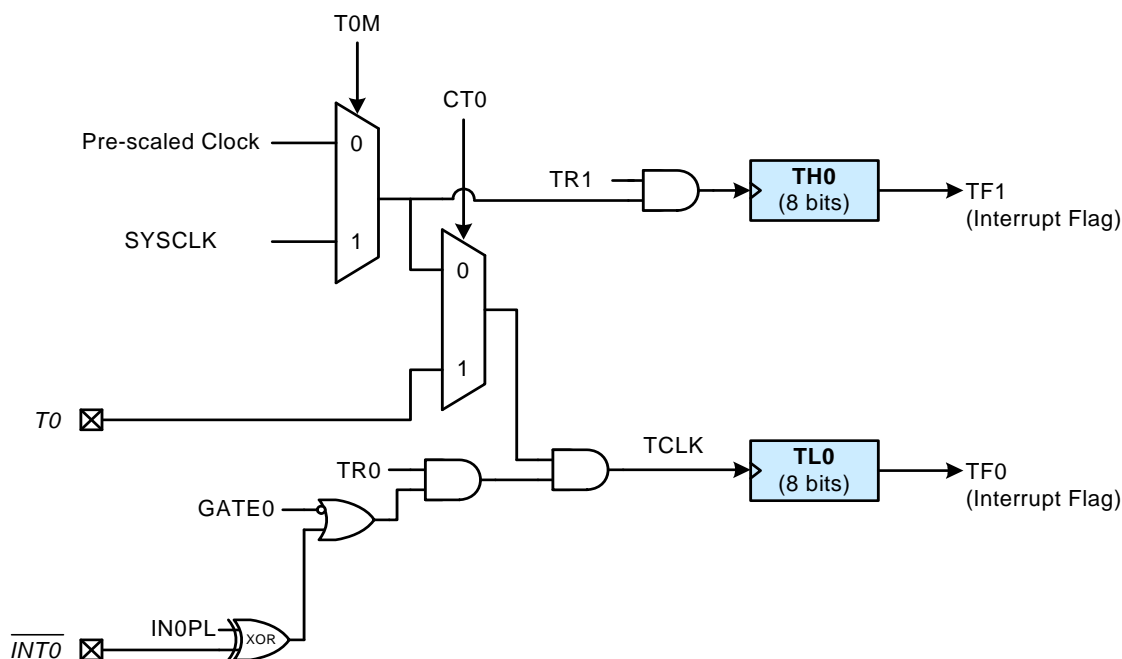 T0M
CT0
Pre-scaled Clock
0
TR1
TH0
(8 bits)
TF1
(Interrupt Flag)
SYSCLK
1
0
1
T0
TCLK
TL0
(8 bits)
TF0
(Interrupt Flag)
TR0
GATE0
IN0PL
XOR
INT0